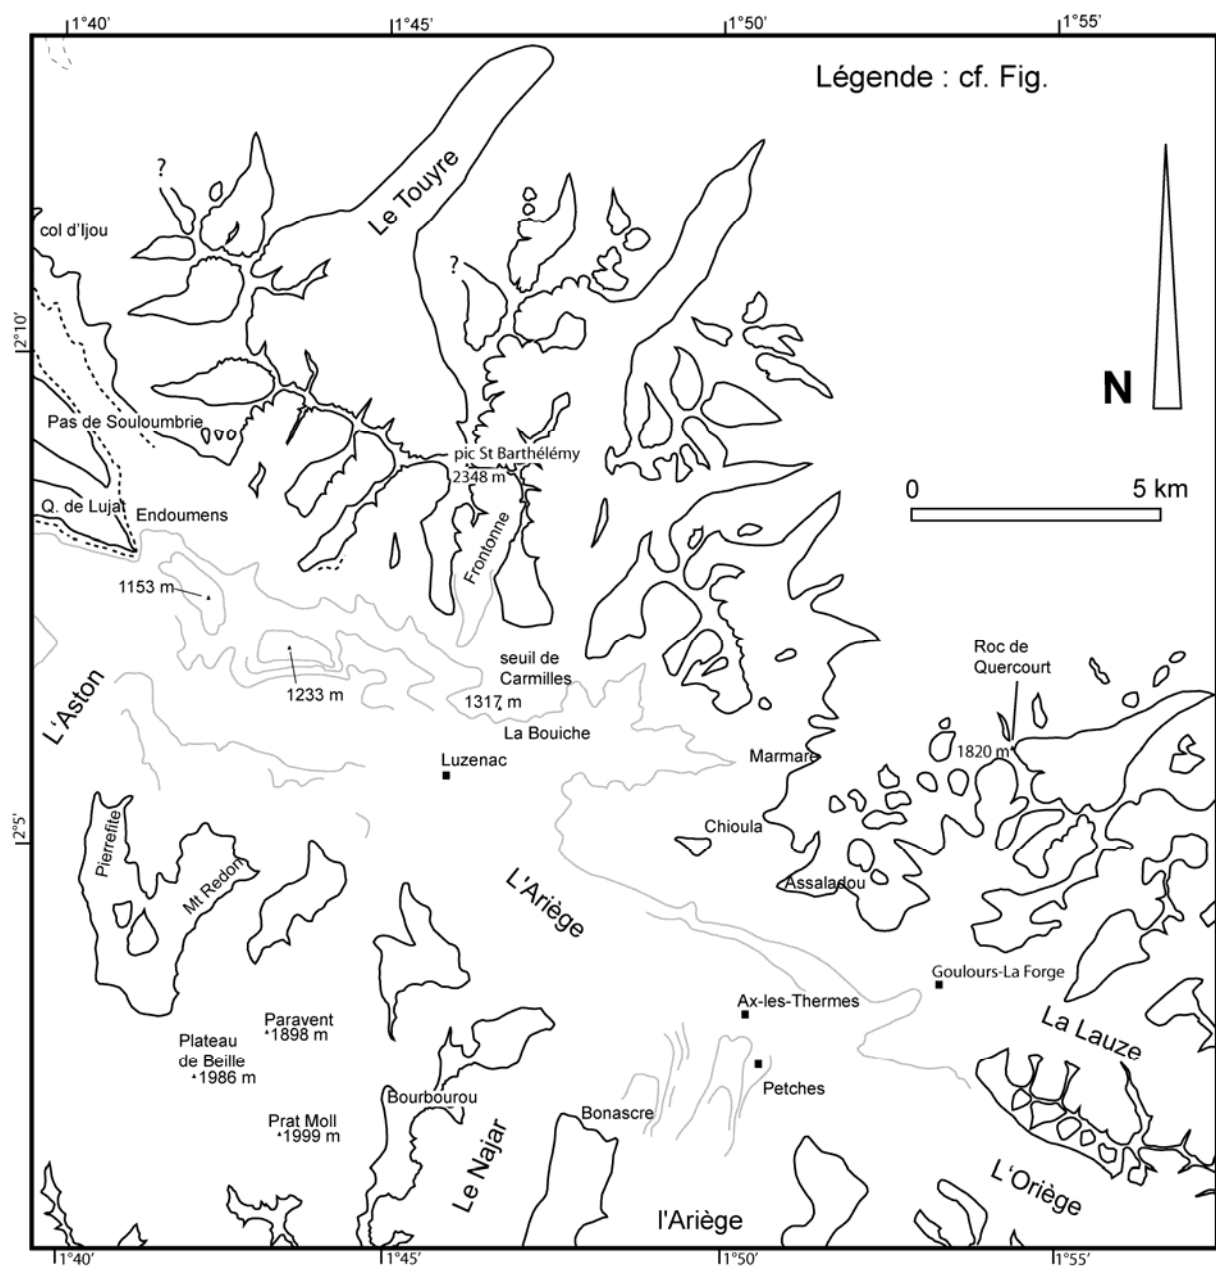 1°40'
1°45'
1°50'
1°55'
Légende : cf. Fig.
?
Le Touyre
col d'Ijou
?
2°10'
N
Pas de Souloumbrie
pic St Barthélémy
2348 m
0
5 km
Q. de Lujat
Endoumens
Frontonne
1153 m
Roc de
Quercourt
seuil de
Carmilles
L'Aston
1233 m
1317 m
La Bouiche
1820 m
Marmare
Luzenac
2°5'
Pierrefite
Chioula
Mt Redon
Assaladou
L'Ariège
Goulours-La Forge
Ax-les-Thermes
Paravent
1898 m
La Lauze
Plateau
de Beille
1986 m
Petches
Bourbourou
Bonascre
Prat Moll
1999 m
Le Najar
L'Oriège
l'Ariège
1°40'
1°45'
1°50'
1°55'